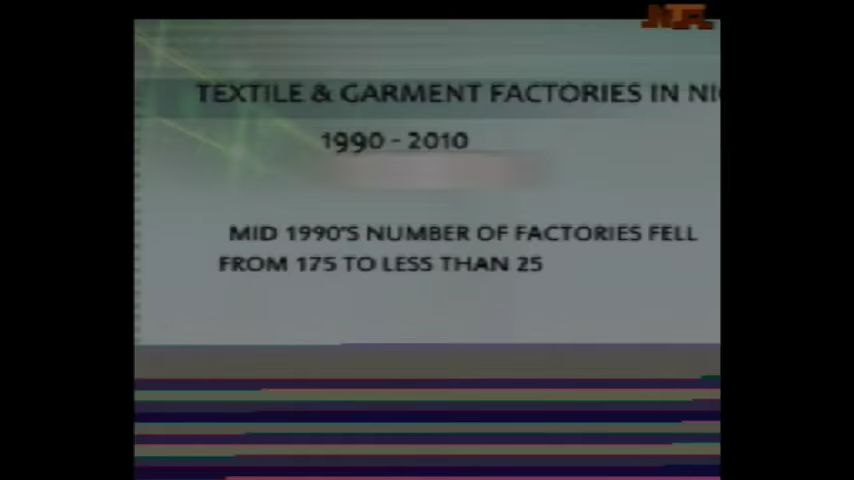 NTA
TEXTILE & GARMENT FACTORIES IN NI
1990 - 2010
MID 1990'S NUMBER OF FACTORIES FELL
FROM 175 TO LESS THAN 25